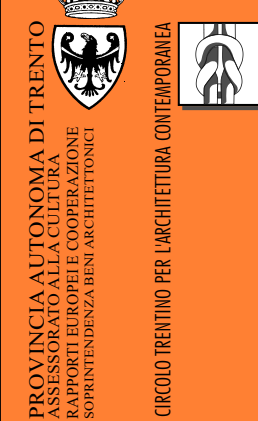 PROVINCIA AUTONOMA DI TRENTO
ASSESSORATO ALLA CULTURA
RAPPORTI EUROPEI E COOPERAZIONE
SOPRINTENDENZA BENI ARCHITETTONICI
CIRCOLO TRENTINO PER L'ARCHITETTURA CONTEMPORANEA